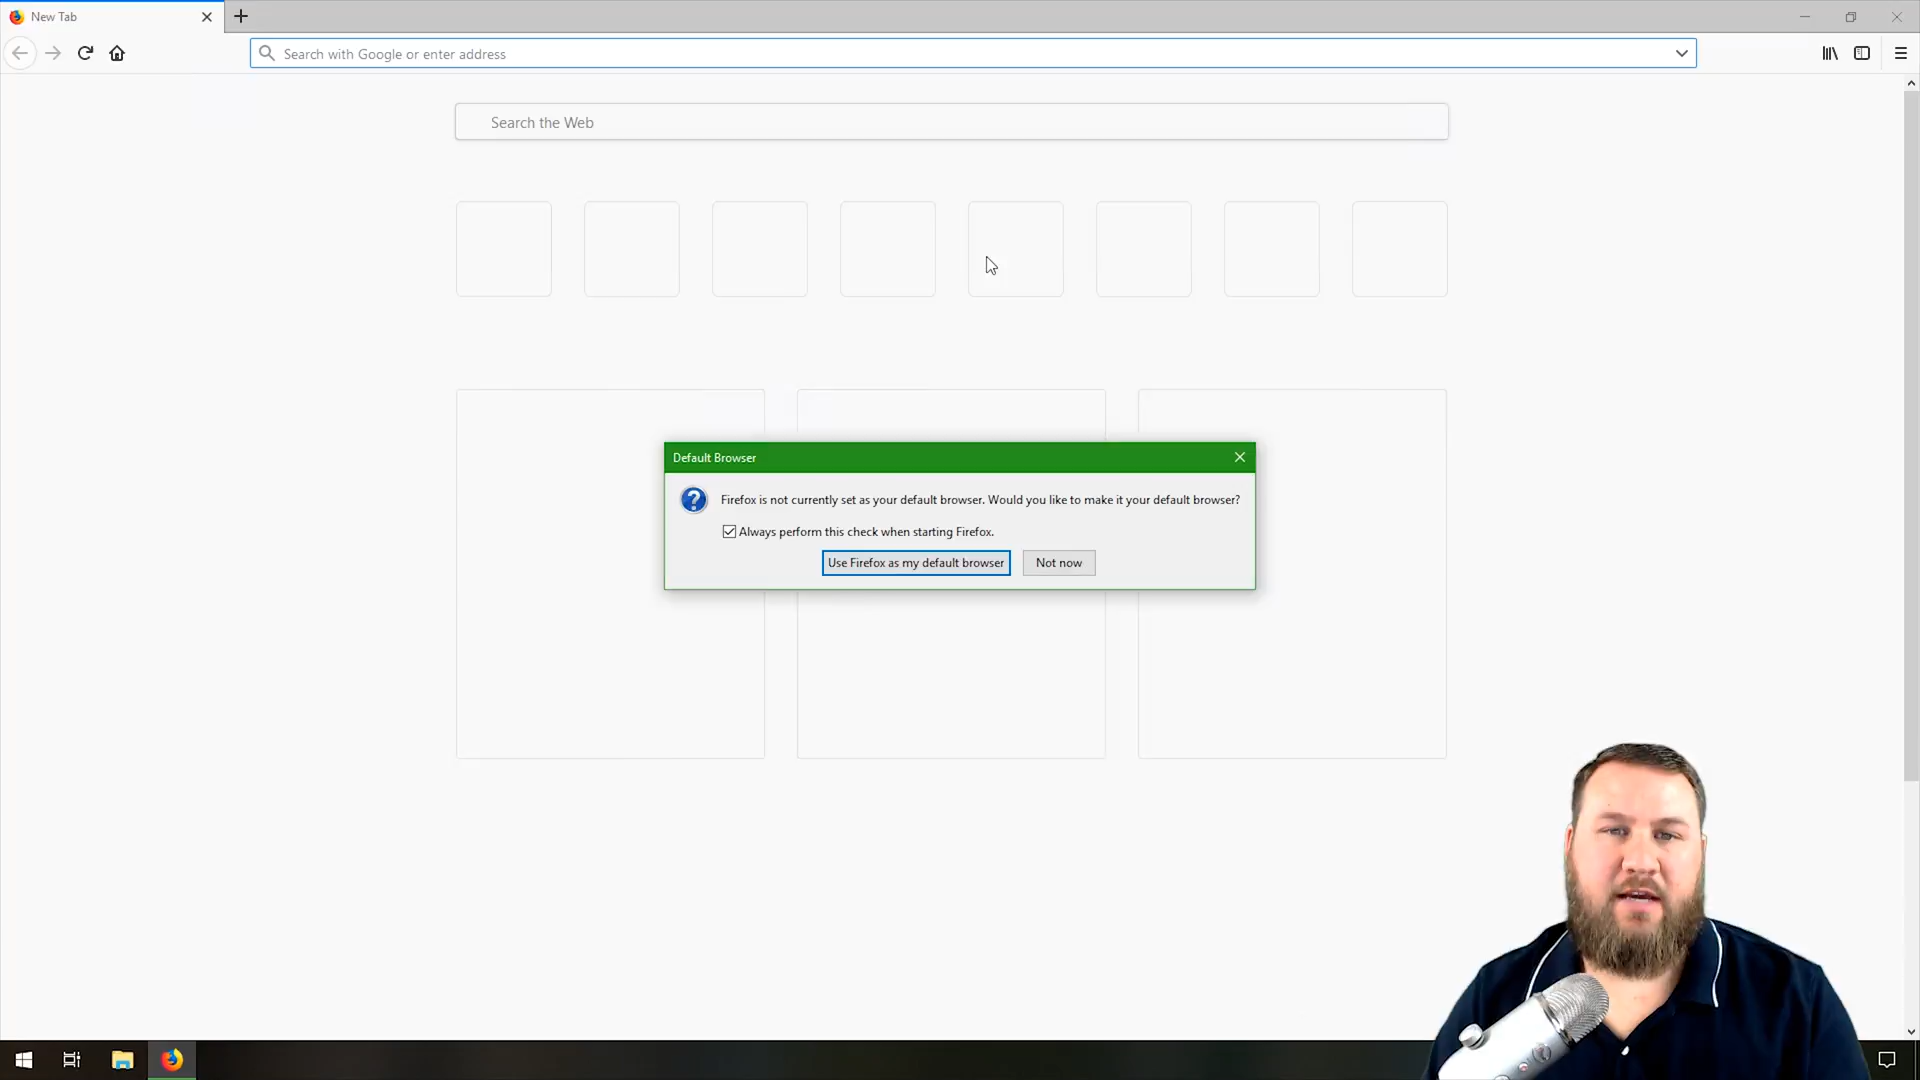 New Tab
Search with Google or enter address
Search the Web
Default Browser
Firefox is not currently set as your default browser. Would you like to make it your default browser?
Always perform this check when starting Firefox.
Use Firefox as my default browser
Not now